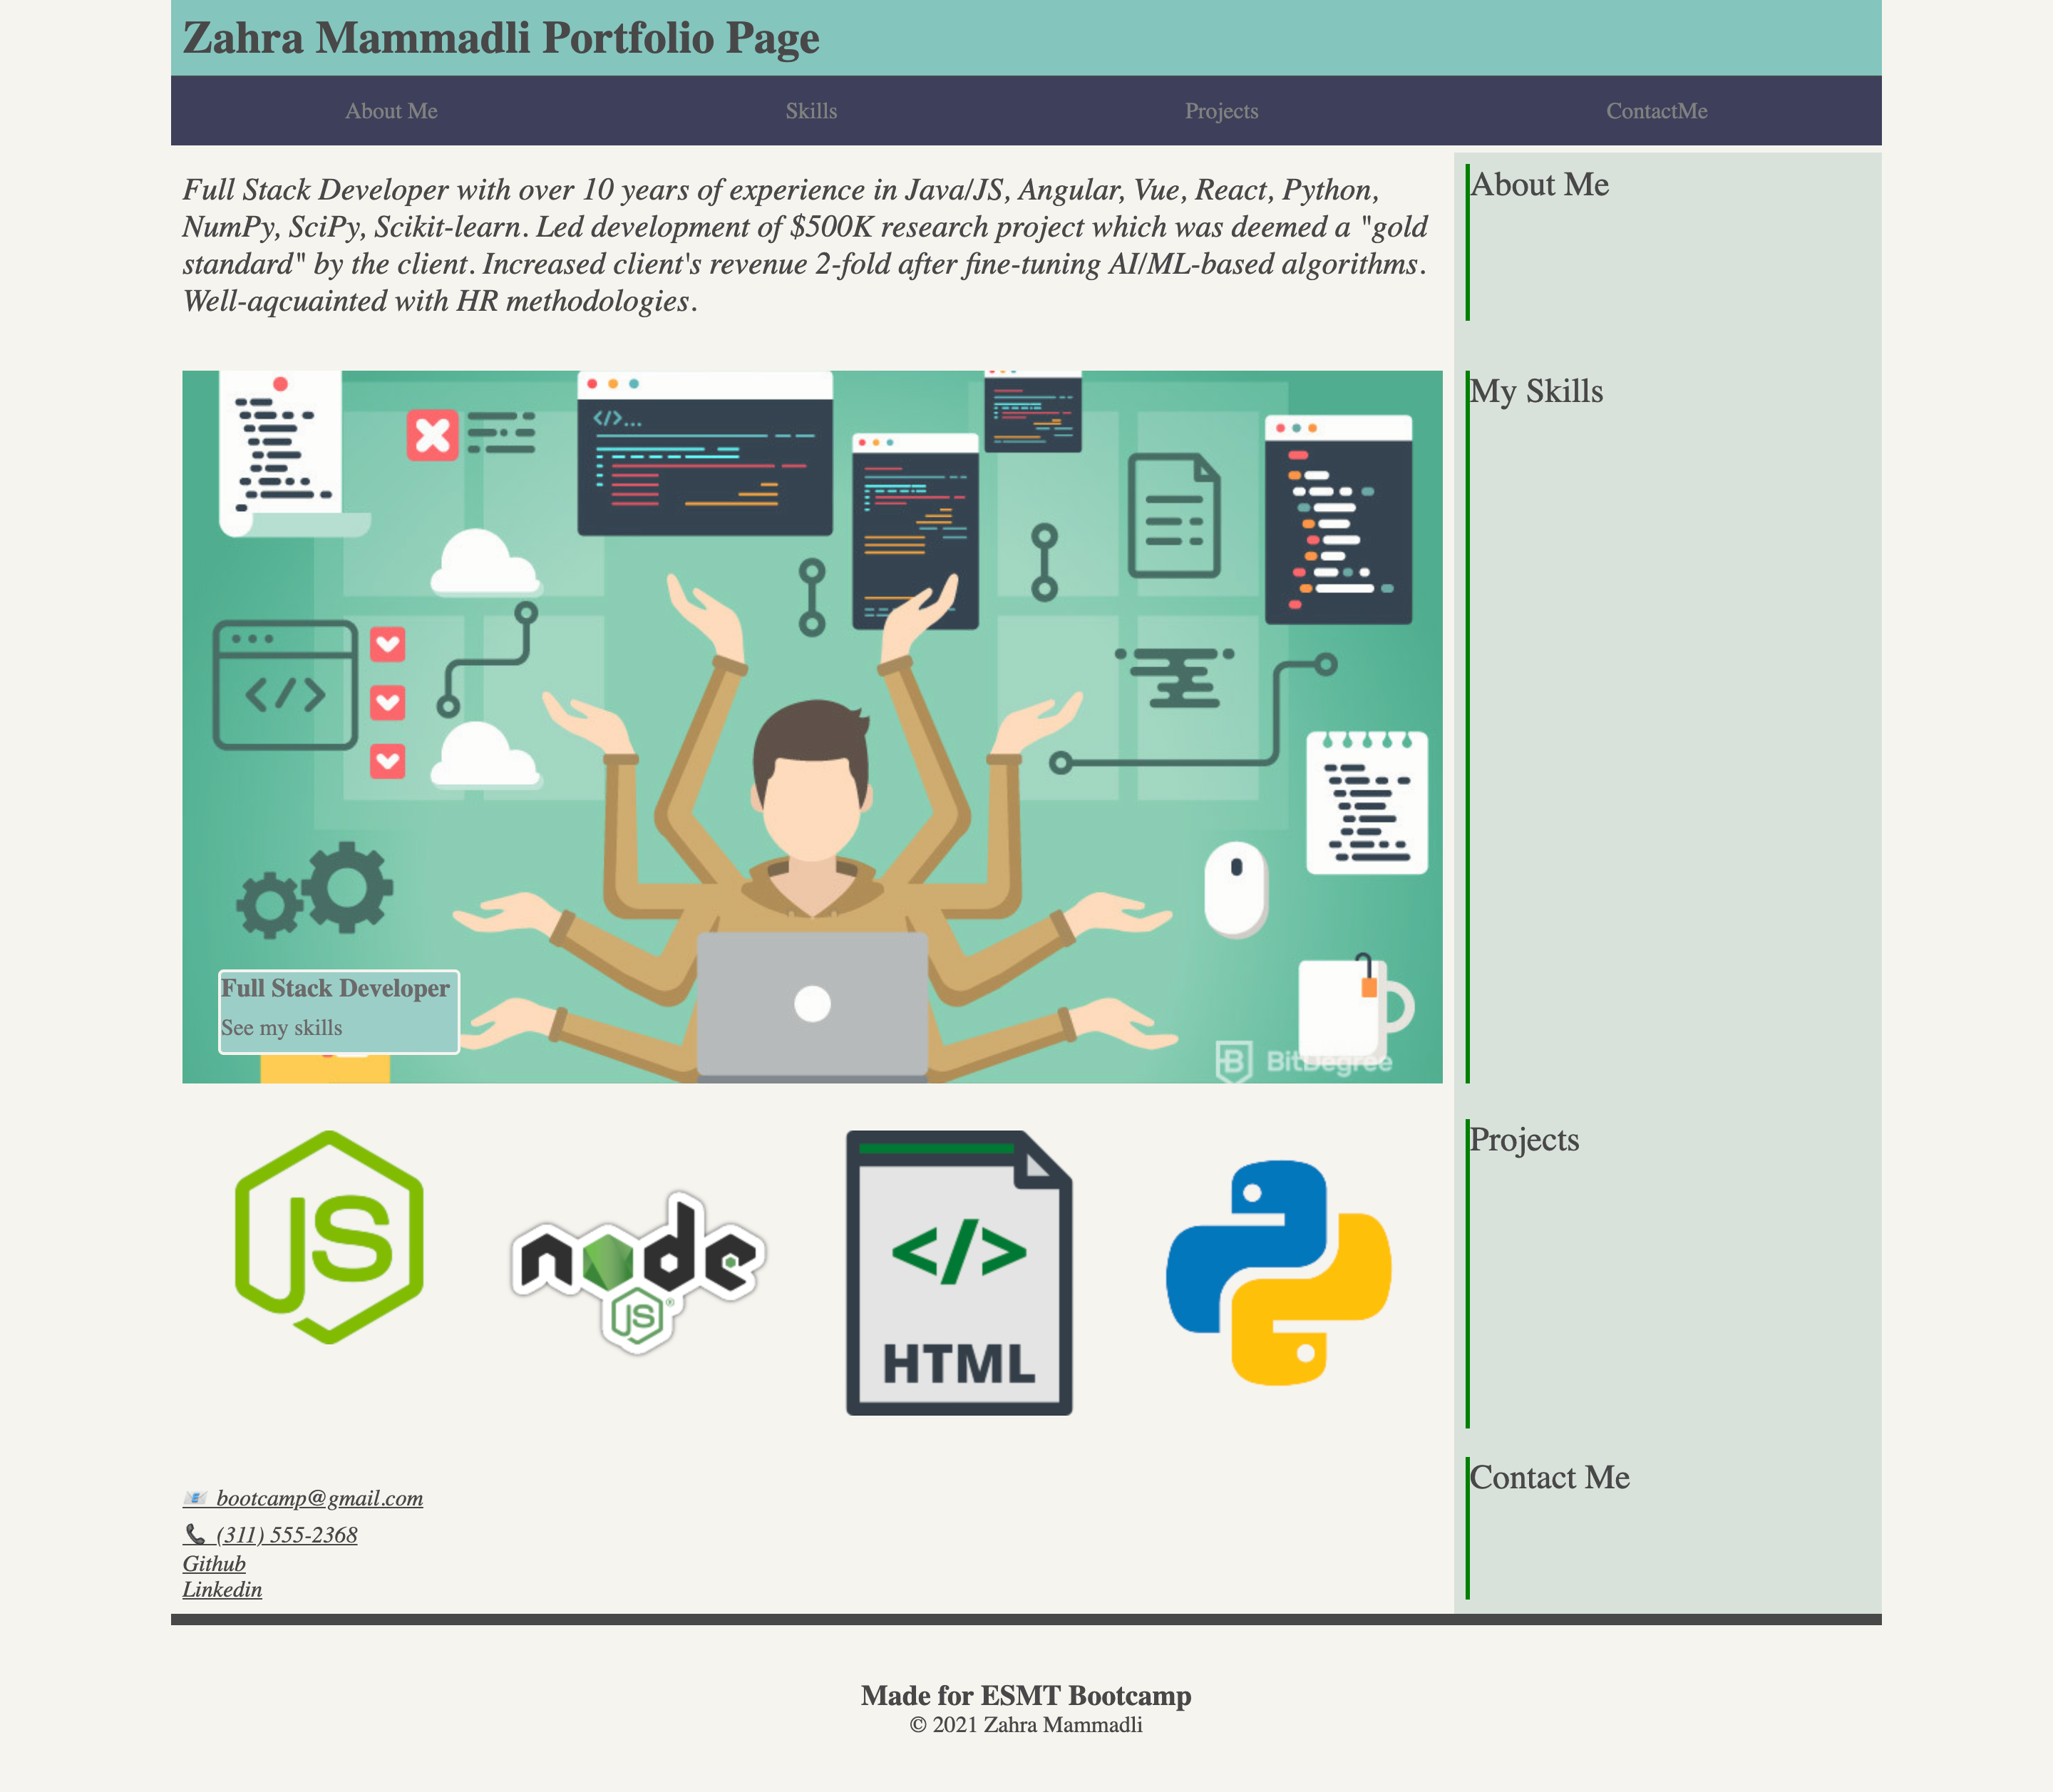 Zahra Mammadli Portfolio Page
About Me
Skills
Projects
ContactMe
Full Stack Developer with over 10 years of experience in Java/JS, Angular, Vue, React, Python,
NumPy, SciPy, Scikit-learn. Led development of $500K research project which was deemed a "gold
standard" by the client. Increased client's revenue 2-fold after fine-tuning AI/ML-based algorithms.
Well-aqcuainted with HR methodologies.
About Me
</>...
</>
Full Stack Developer
See my skills
B BitDegree
My Skills
JS
node
JS®
</>
HTML
Projects
📧 bootcamp@gmail.com
📞 (311) 555-2368
Github
Linkedin
Contact Me
Made for ESMT Bootcamp
© 2021 Zahra Mammadli